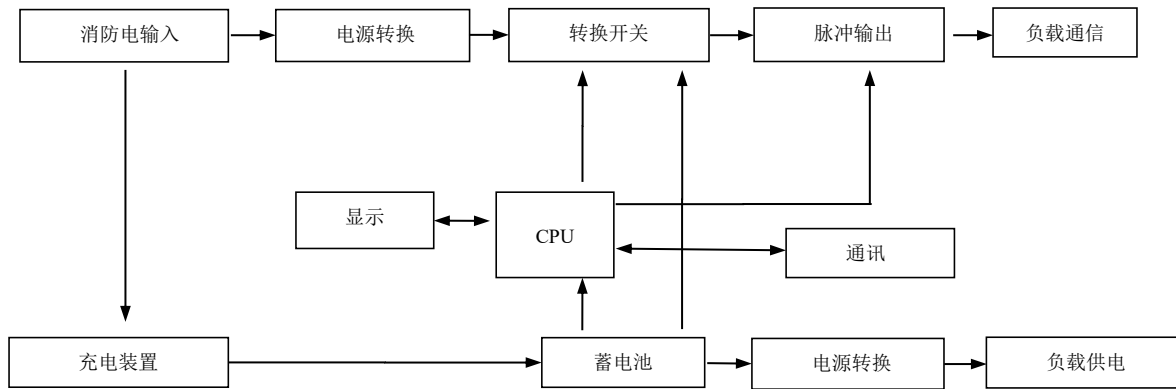 消防电输入
电源转换
转换开关
脉冲输出
负载通信
显示
CPU
通讯
充电装置
蓄电池
电源转换
负载供电